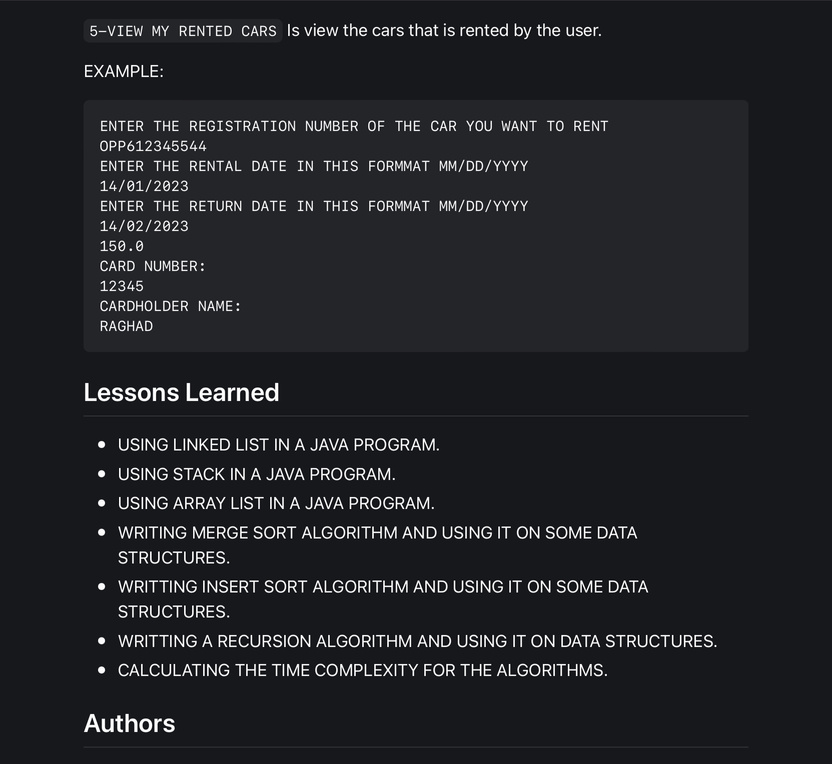 5-VIEW MY RENTED CARS Is view the cars that is rented by the user.
EXAMPLE:
ENTER THE REGISTRATION NUMBER OF THE CAR YOU WANT TO RENT
OPP612345544
ENTER THE RENTAL DATE IN THIS FORMMAT MM/DD/YYYY
14/01/2023
ENTER THE RETURN DATE IN THIS FORMMAT MM/DD/YYYY
14/02/2023
150.0
CARD NUMBER:
12345
CARDHOLDER NAME:
RAGHAD
Lessons Learned
• USING LINKED LIST IN A JAVA PROGRAM.
• USING STACK IN A JAVA PROGRAM.
• USING ARRAY LIST IN A JAVA PROGRAM.
• WRITING MERGE SORT ALGORITHM AND USING IT ON SOME DATA
STRUCTURES.
• WRITTING INSERT SORT ALGORITHM AND USING IT ON SOME DATA
STRUCTURES.
• WRITTING A RECURSION ALGORITHM AND USING IT ON DATA STRUCTURES.
• CALCULATING THE TIME COMPLEXITY FOR THE ALGORITHMS.
Authors